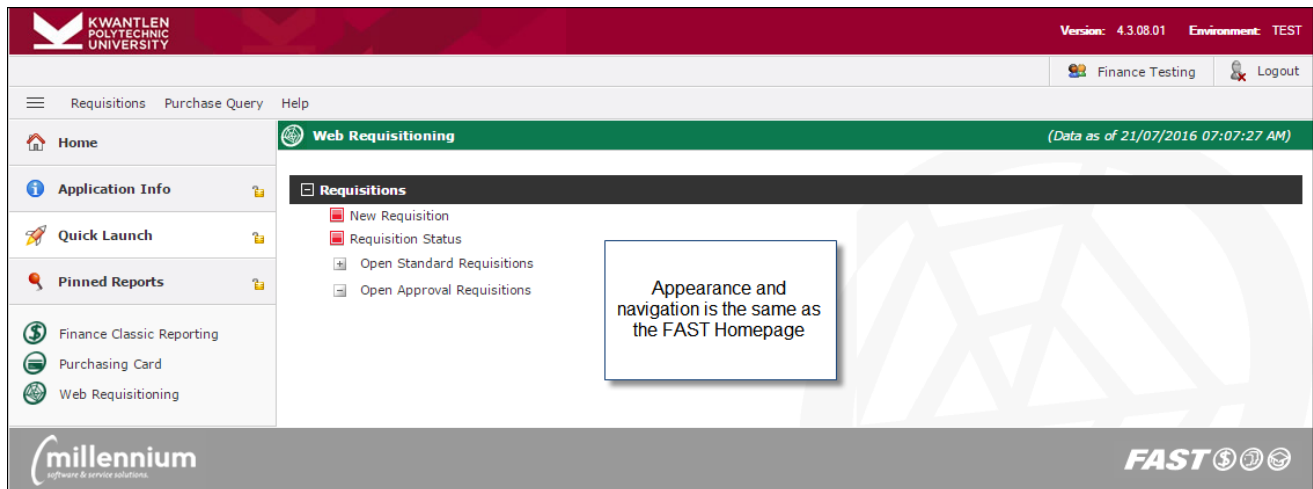 KWANTLEN
POLYTECHNIC
UNIVERSITY
Version: 4.3.08.01 Environment: TEST
Finance Testing Logout
Requisitions Purchase Query Help
Home
Application Info
Quick Launch
Pinned Reports
Finance Classic Reporting
Purchasing Card
Web Requisitioning
Web Requisitioning (Data as of 21/07/2016 07:07:27 AM)
Requisitions
New Requisition
Requisition Status
Open Standard Requisitions
Open Approval Requisitions
Appearance and
navigation is the same as
the FAST Homepage
millennium
software & service solutions.
FAST